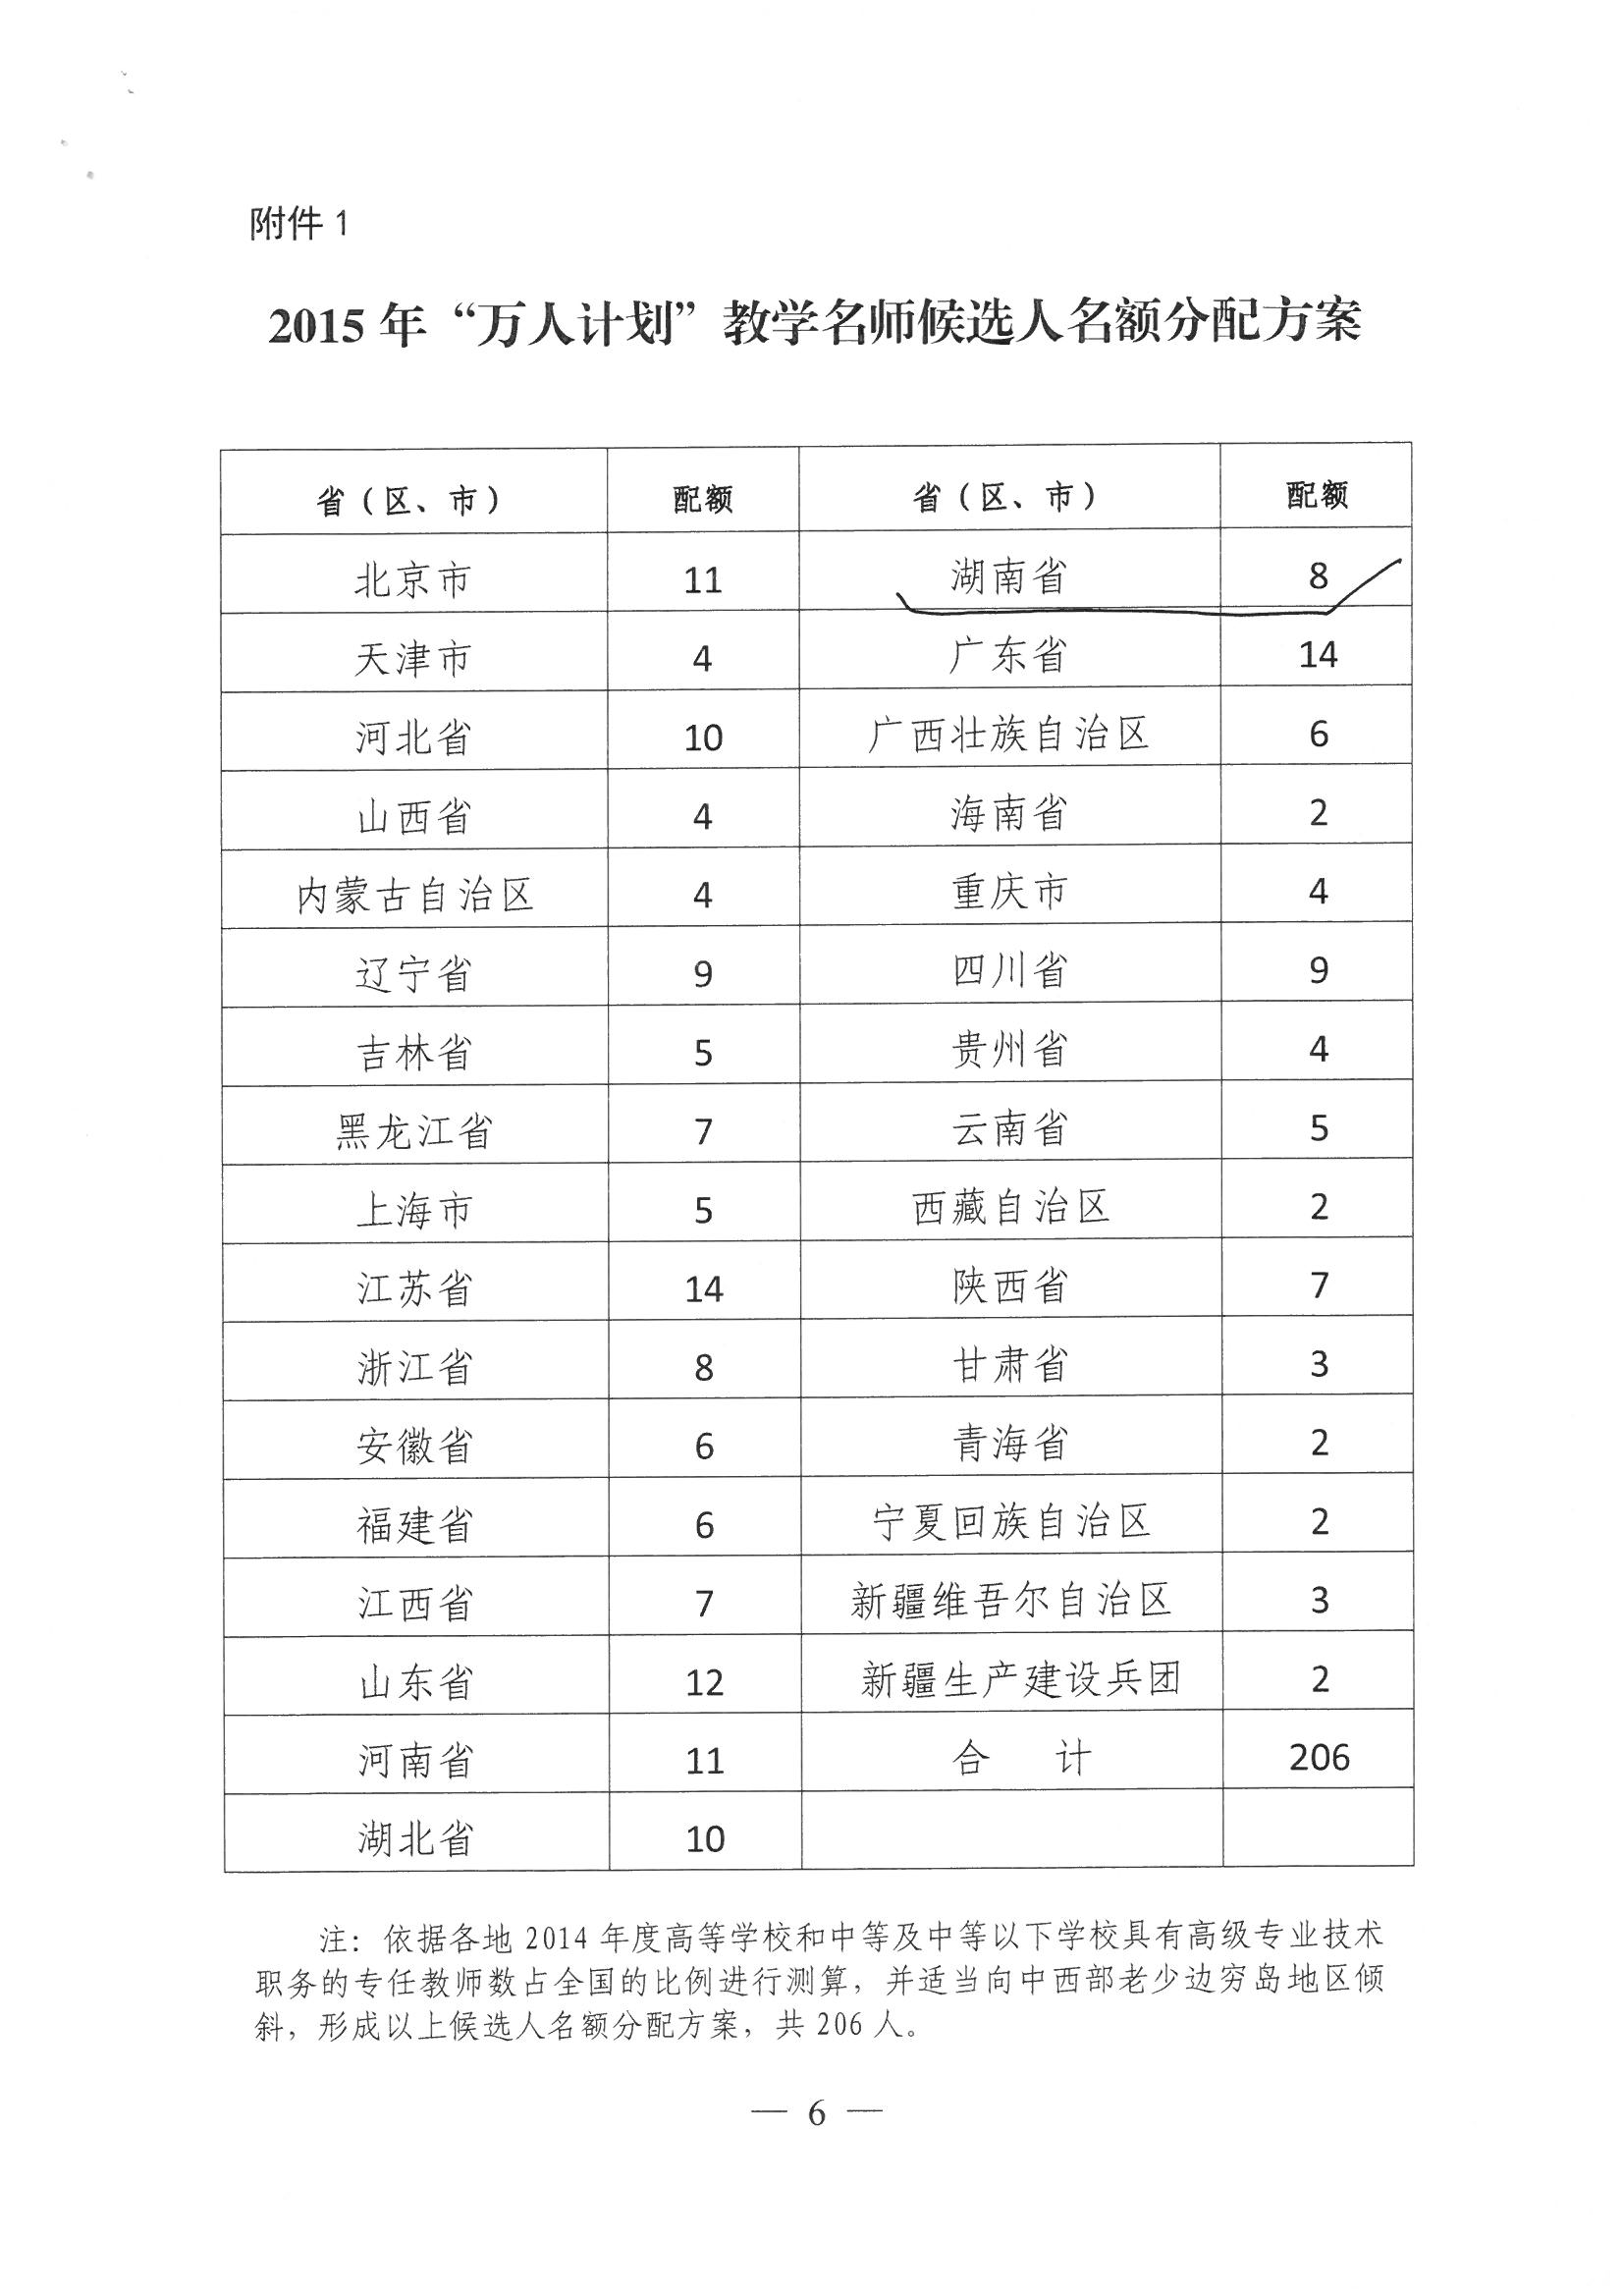 附件 1
2015 年“万人计划”教学名师候选人名额分配方案
省（区、市） 配额 省（区、市） 配额
北京市 11 湖南省 8
天津市 4 广东省 14
河北省 10 广西壮族自治区 6
山西省 4 海南省 2
内蒙古自治区 4 重庆市 4
辽宁省 9 四川省 9
吉林省 5 贵州省 4
黑龙江省 7 云南省 5
上海市 5 西藏自治区 2
江苏省 14 陕西省 7
浙江省 8 甘肃省 3
安徽省 6 青海省 2
福建省 6 宁夏回族自治区 2
江西省 7 新疆维吾尔自治区 3
山东省 12 新疆生产建设兵团 2
河南省 11 合 计 206
湖北省 10
注：依据各地 2014 年度高等学校和中等及中等以下学校具有高级专业技术
职务的专任教师数占全国的比例进行测算，并适当向中西部老少边穷岛地区倾
斜，形成以上候选人名额分配方案，共 206 人。
— 6 —